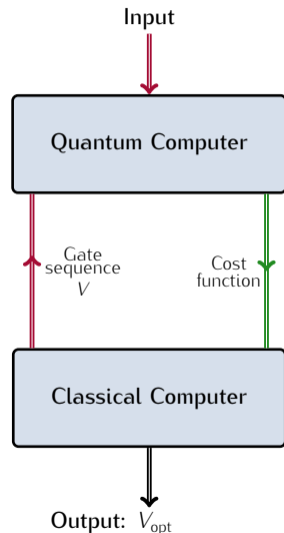 Input
Quantum Computer
Gate
sequence
V
Cost
function
Classical Computer
Output: V_opt